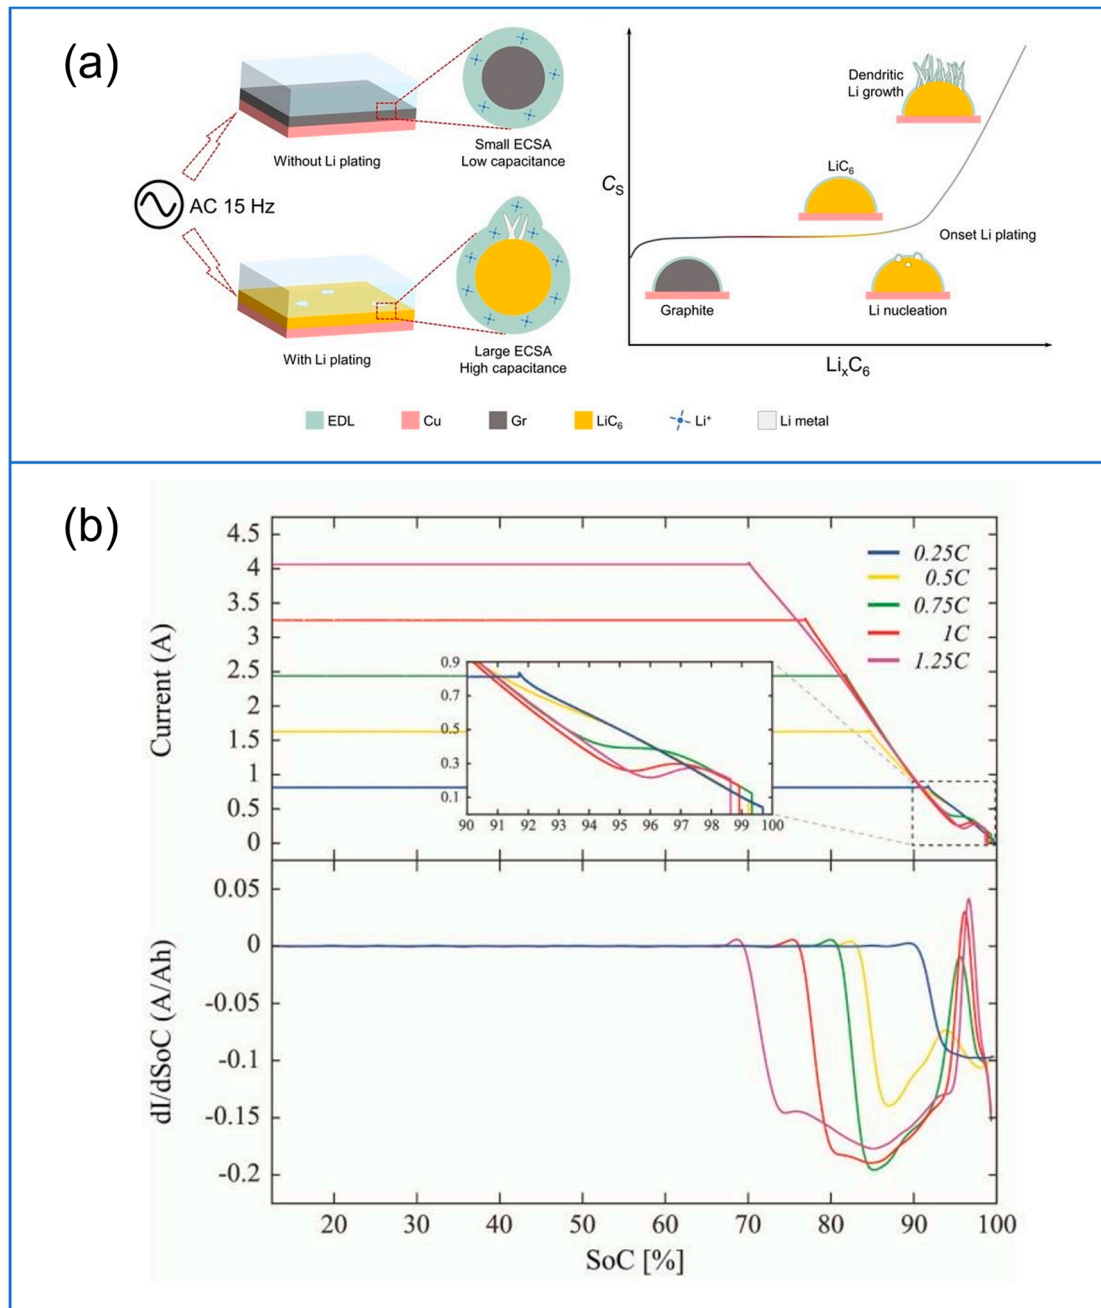 (a)
Without Li plating
AC 15 Hz
With Li plating
Small ECSA
Low capacitance
Large ECSA
High capacitance
C_S
Dendritic
Li growth
LiC₆
Onset Li plating
Graphite
Li nucleation
LiₓC₆
EDL
Cu
Gr
LiC₆
Li⁺
Li metal
(b)
Current (A)
4.5
4
3.5
3
2.5
2
1.5
1
0.5
0
0.25C
0.5C
0.75C
1C
1.25C
0.9
0.7
0.5
0.3
0.1
90 91 92 93 94 95 96 97 98 99 100
dI/dSoC (A/Ah)
0.05
0
-0.05
-0.1
-0.15
-0.2
20 30 40 50 60 70 80 90 100
SoC [%]